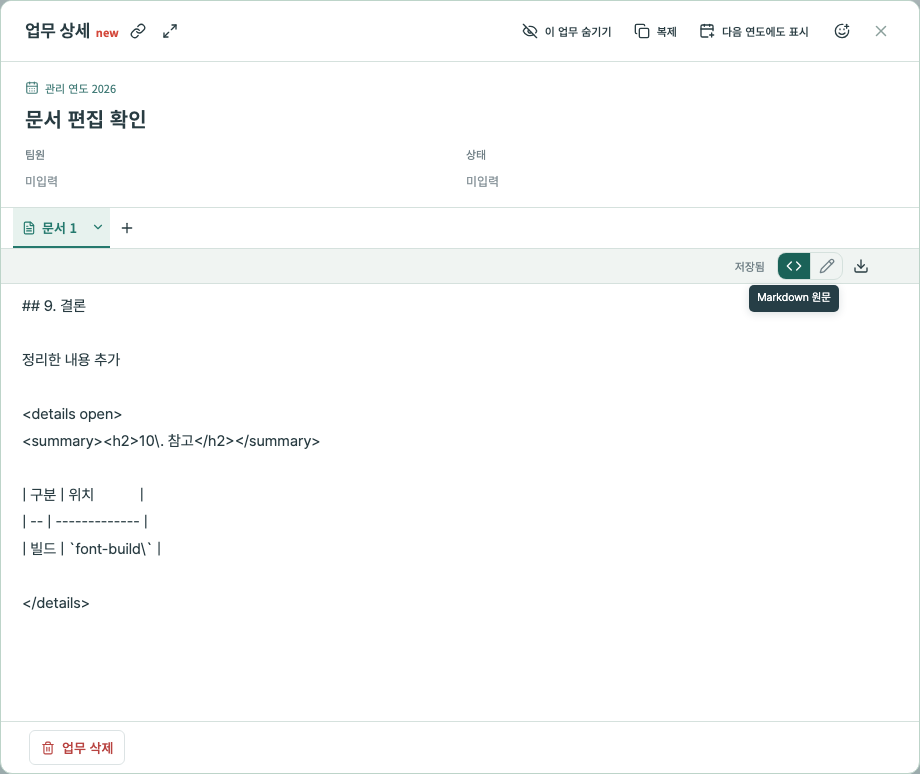 업무 상세 new
이 업무 숨기기 복제 다음 연도에도 표시
관리 연도 2026
문서 편집 확인
팀원 상태
미입력 미입력
문서 1
저장됨
Markdown 원문
## 9. 결론
정리한 내용 추가
<details open>
<summary><h2>10\. 참고</h2></summary>
| 구분 | 위치            |
| -- | ------------- |
| 빌드 | `font-build\` |
</details>
업무 삭제